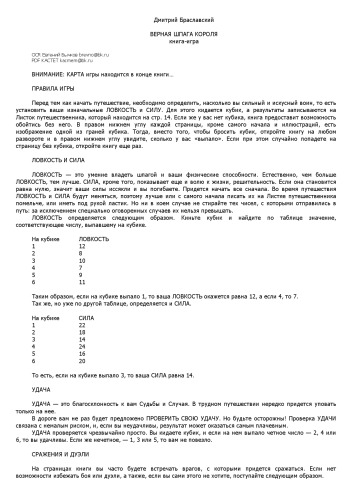 Дмитрий Браславский
ВЕРНАЯ ШПАГА КОРОЛЯ
книга-игра
ВНИМАНИЕ: КАРТА игры находится в конце книги…
ПРАВИЛА ИГРЫ
Перед тем как начать путешествие, необходимо определить, насколько вы сильный и искусный воин, то есть
установить ваши изначальные ЛОВКОСТЬ и СИЛУ. Для этого кидается кубик, а результаты записываются на
Листок путешественника, который находится на стр. 14. Если же у вас нет кубика, книга предоставит возможность
обойтись без него. В правом нижнем углу каждой страницы, кроме самого начала и иллюстраций, есть
изображение одной из граней кубика. Тогда, вместо того, чтобы бросить кубик, откройте книгу на любом
развороте и в правом нижнем углу увидите, сколько у вас «выпало». Если при этом случайно попадете на
страницу без кубика, откройте книгу еще раз.
ЛОВКОСТЬ И СИЛА
ЛОВКОСТЬ — это умение владеть шпагой и ваши физические способности. Естественно, чем больше
ЛОВКОСТЬ, тем лучше. СИЛА, кроме того, показывает еще и волю к жизни, решительность. Если она становится
равна нулю, значит ваши силы иссякли и вы погибаете. Придется начать все сначала. Во время путешествия
ЛОВКОСТЬ и СИЛА будут меняться, поэтому лучше или с самого начала писать их на Листке путешественника
помельче, или иметь под рукой ластик. Но ни в коем случае не стирайте тех чисел, с которыми отправились в
путь: за исключением специально оговоренных случаев их нельзя превышать.
ЛОВКОСТЬ определяется следующим образом. Киньте кубик и найдите по таблице значение,
соответствующее числу, выпавшему на кубике.
На кубике ЛОВКОСТЬ
1 12
2 8
3 10
4 7
5 9
6 11
Таким образом, если на кубике выпало 1, то ваша ЛОВКОСТЬ окажется равна 12, а если 4, то 7.
Так же, но уже по другой таблице, определяется и СИЛА.
На кубике СИЛА
1 22
2 18
3 14
4 24
5 16
6 20
То есть, если на кубике выпало 3, то ваша СИЛА равна 14.
УДАЧА
УДАЧА — это благосклонность к вам Судьбы и Случая. В трудном путешествии нередко придется уповать
только на нее.
В дороге вам не раз будет предложено ПРОВЕРИТЬ СВОЮ УДАЧУ. Но будьте осторожны! Проверка УДАЧИ
связана с немалым риском, и, если вы неудачливы, результат может оказаться самым плачевным.
УДАЧА проверяется чрезвычайно просто. Вы кидаете кубик, и если на нем выпало четное число — 2, 4 или
6, то вы удачливы. Если же нечетное, — 1, 3 или 5, то вам не повезло.
СРАЖЕНИЯ И ДУЭЛИ
На страницах книги вы часто будете встречать врагов, с которыми придется сражаться. Если нет
возможности избежать боя или дуэли, а также, если вы сами этого не хотите, поступайте следующим образом.